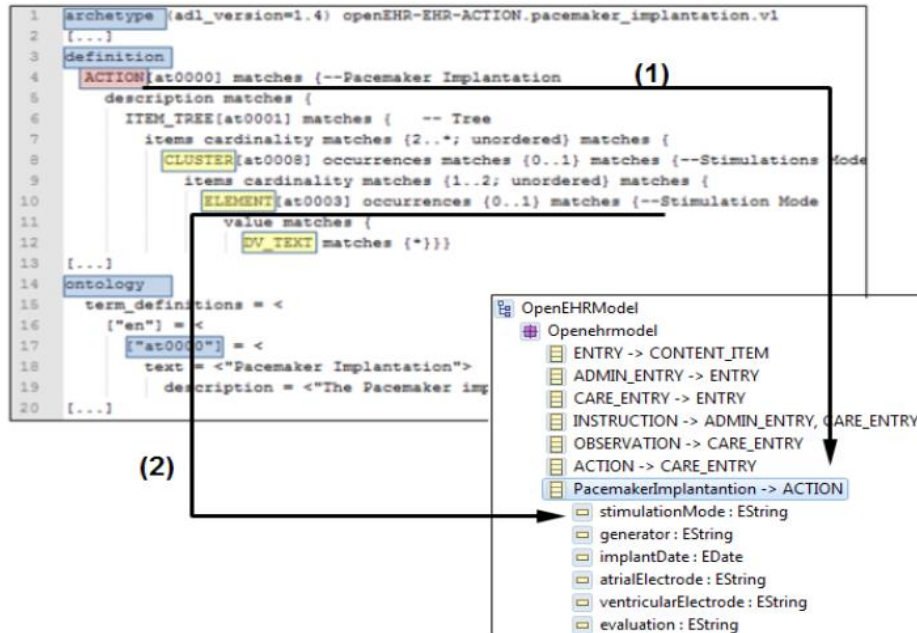 1 archetype (adl_version=1.4) openEHR-EHR-ACTION.pacemaker_implantation.v1
2 [...]
3 definition
4 ACTION[at0000] matches {--Pacemaker Implantation
5 description matches {
6 ITEM_TREE[at0001] matches { -- Tree
7 items cardinality matches {2..*; unordered} matches {
8 CLUSTER[at0008] occurrences matches {0..1} matches {--Stimulations Mode
9 items cardinality matches {1..2; unordered} matches {
10 ELEMENT[at0003] occurrences {0..1} matches {--Stimulation Mode
11 value matches {
12 DV_TEXT matches {*}}}
13 [...]
14 ontology
15 term_definitions = <
16 ["en"] = <
17 ["at0000"] = <
18 text = <"Pacemaker Implantation">
19 description = <"The Pacemaker imp
20 [...]
(1)
(2)
OpenEHRModel
Openehrmodel
ENTRY -> CONTENT_ITEM
ADMIN_ENTRY -> ENTRY
CARE_ENTRY -> ENTRY
INSTRUCTION -> ADMIN_ENTRY, CARE_ENTRY
OBSERVATION -> CARE_ENTRY
ACTION -> CARE_ENTRY
PacemakerImplantantion -> ACTION
stimulationMode : EString
generator : EString
implantDate : EDate
atrialElectrode : EString
ventricularElectrode : EString
evaluation : EString